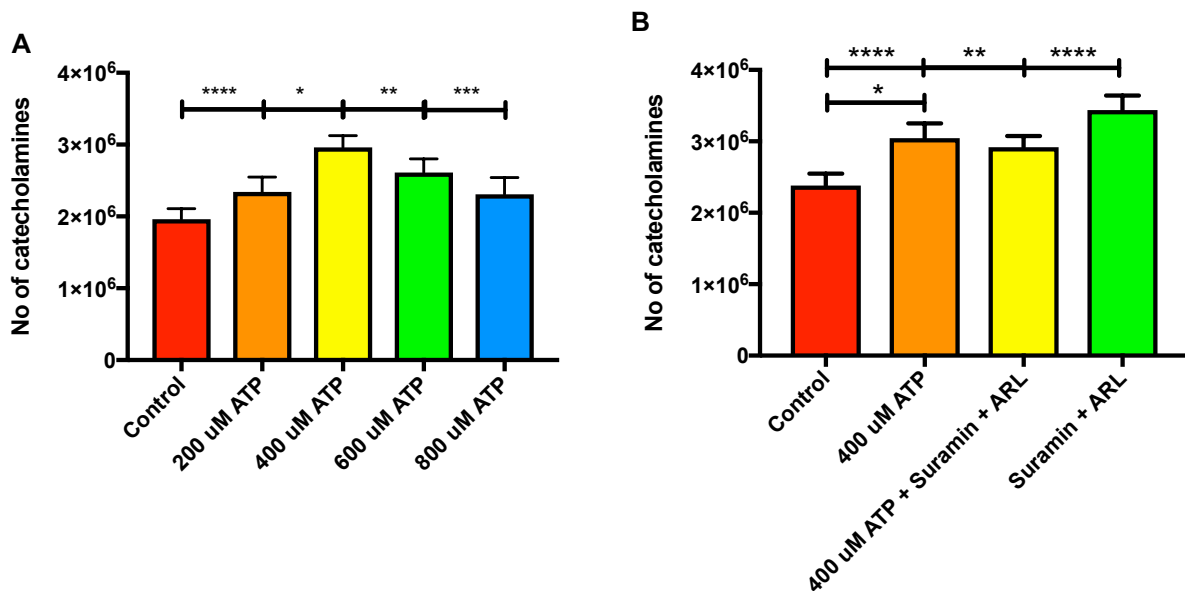 A
No of catecholamines
4×10⁶
3×10⁶
2×10⁶
1×10⁶
0
**** * ** ***
Control
200 uM ATP
400 uM ATP
600 uM ATP
800 uM ATP
B
No of catecholamines
4×10⁶
3×10⁶
2×10⁶
1×10⁶
0
**** ** ****
*
Control
400 uM ATP
400 uM ATP + Suramin + ARL
Suramin + ARL